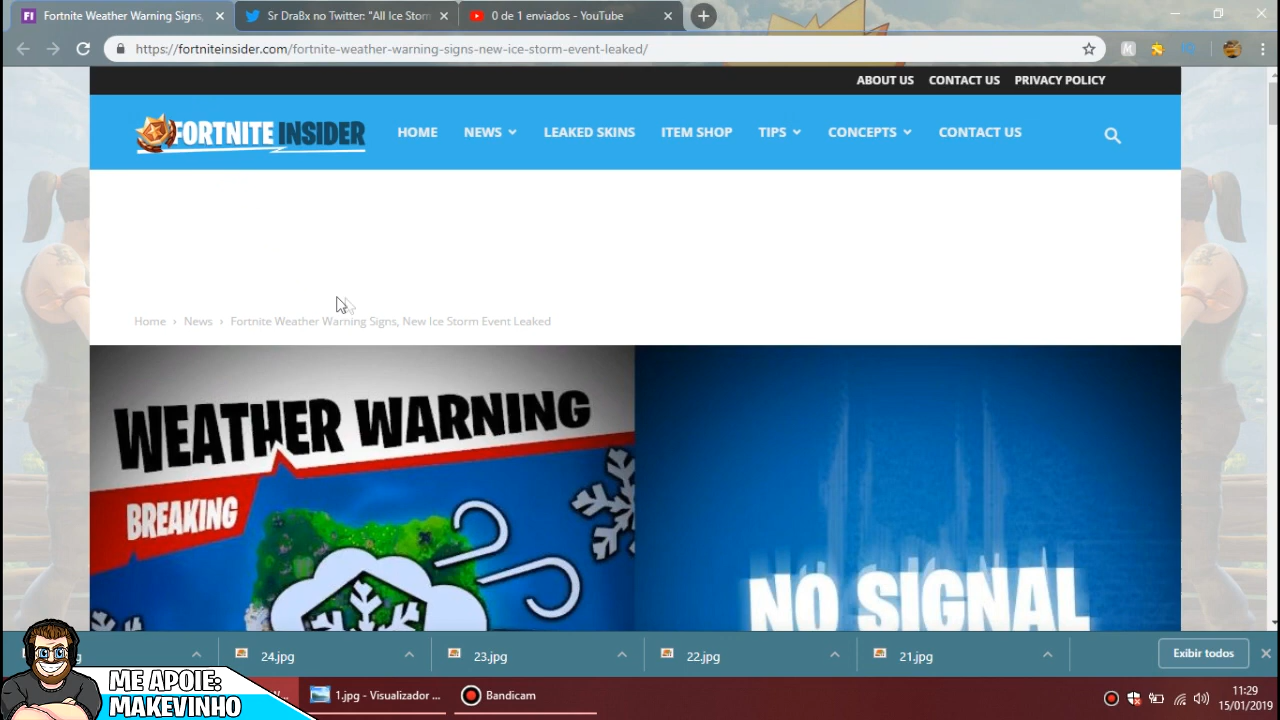 Fortnite Weather Warning Signs,
Sr DraBx no Twitter: "All Ice Storm
0 de 1 enviados - YouTube
https://fortniteinsider.com/fortnite-weather-warning-signs-new-ice-storm-event-leaked/
ABOUT US CONTACT US PRIVACY POLICY
FORTNITE INSIDER
HOME NEWS LEAKED SKINS ITEM SHOP TIPS CONCEPTS CONTACT US
Home › News › Fortnite Weather Warning Signs, New Ice Storm Event Leaked
WEATHER WARNING
BREAKING
NO SIGNAL
24.jpg
23.jpg
22.jpg
21.jpg
Exibir todos
ME APOIE:
MAKEVINHO
1.jpg - Visualizador ...
Bandicam
11:29
15/01/2019